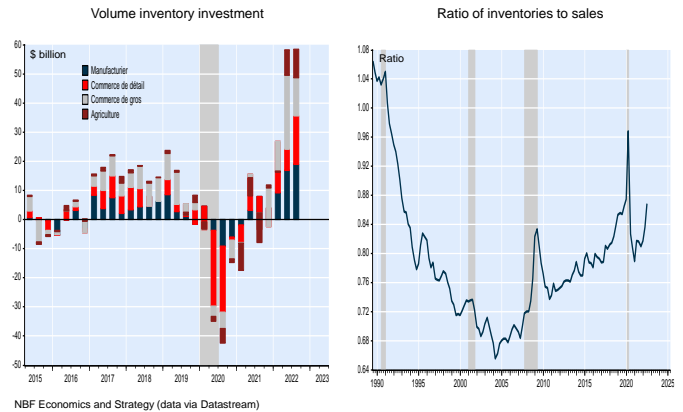 Volume inventory investment
Ratio of inventories to sales
60
50
40
30
20
10
0
-10
-20
-30
-40
-50
$ billion
Manufacturier
Commerce de détail
Commerce de gros
Agriculture
2015 2016 2017 2018 2019 2020 2021 2022 2023
1.08
1.04
1.00
0.96
0.92
0.88
0.84
0.80
0.76
0.72
0.68
0.64
Ratio
1990 1995 2000 2005 2010 2015 2020 2025
NBF Economics and Strategy (data via Datastream)